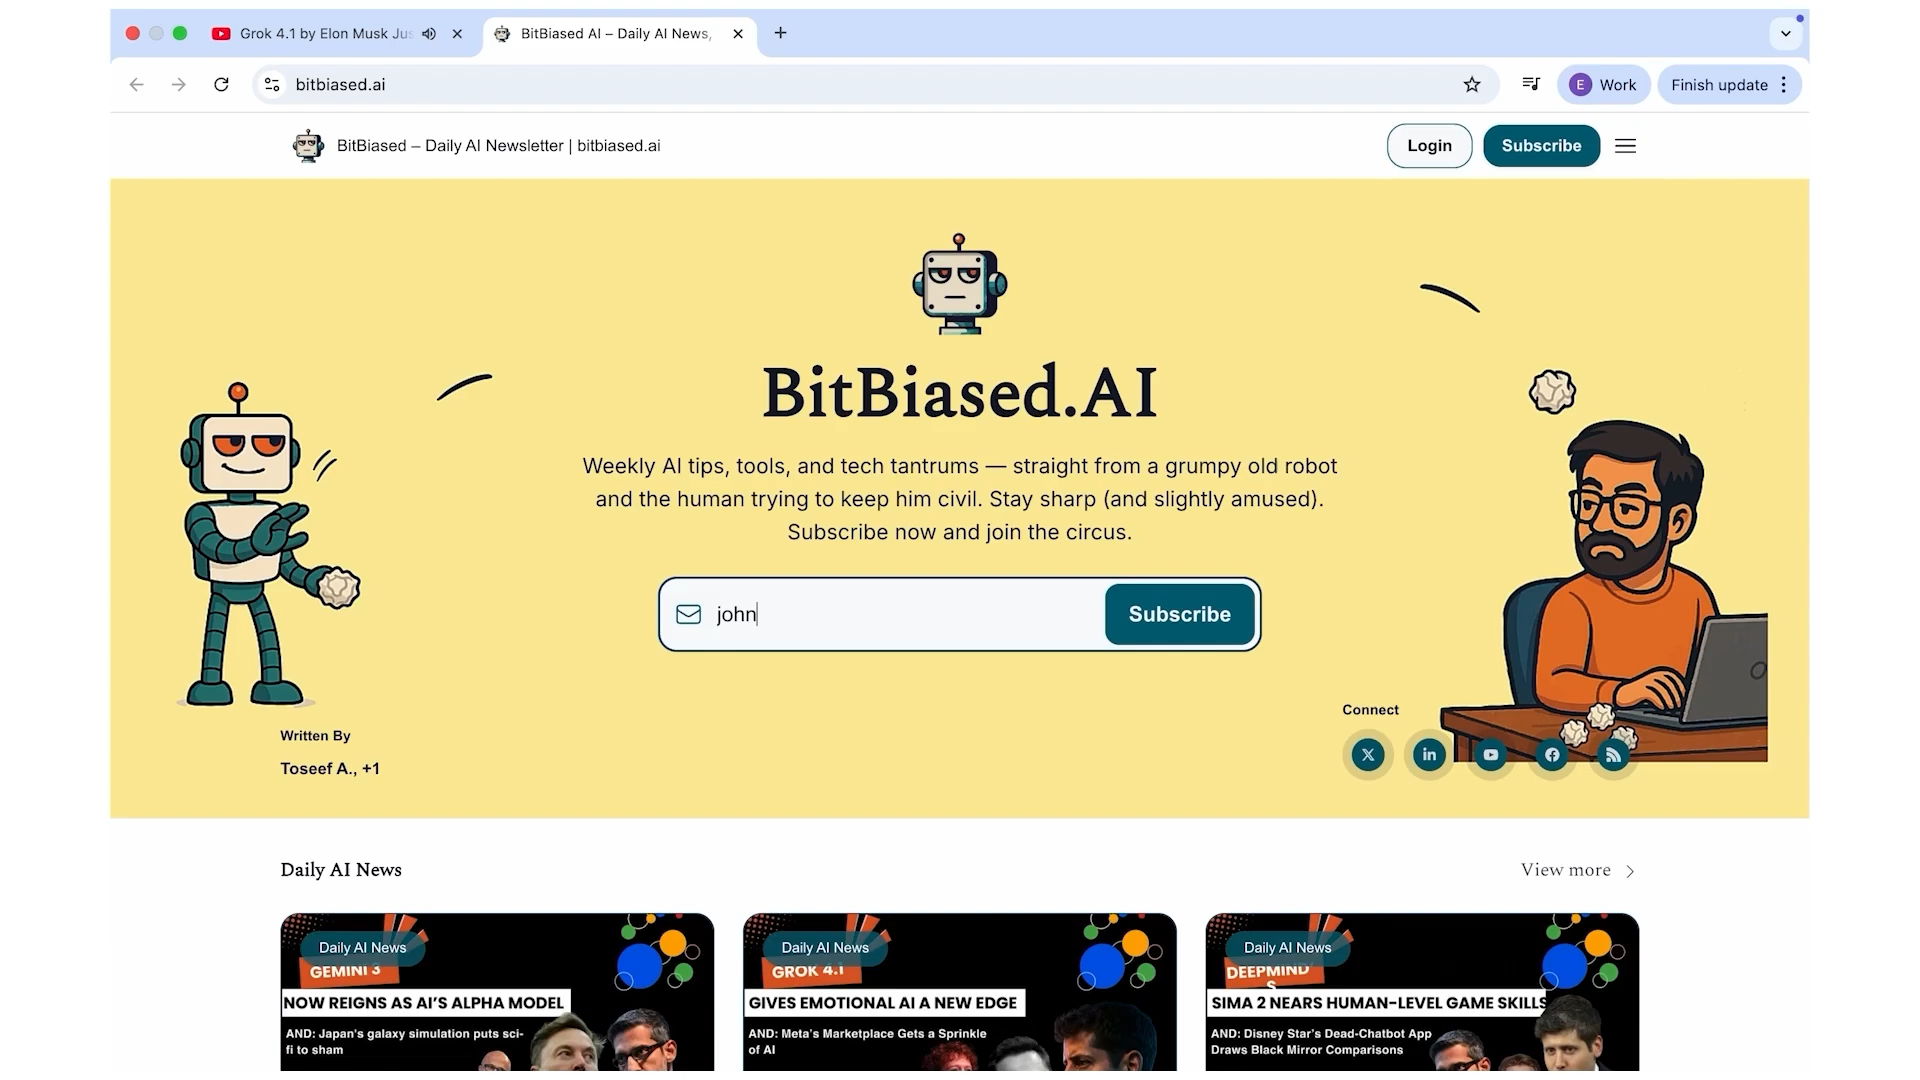 Grok 4.1 by Elon Musk Jus
BitBiased AI – Daily AI News,
bitbiased.ai
E
Work
Finish update
BitBiased – Daily AI Newsletter | bitbiased.ai
Login
Subscribe
BitBiased.AI
Weekly AI tips, tools, and tech tantrums — straight from a grumpy old robot
and the human trying to keep him civil. Stay sharp (and slightly amused).
Subscribe now and join the circus.
john
Subscribe
Written By
Toseef A., +1
Connect
Daily AI News
View more
Daily AI News
GEMINI 3
NOW REIGNS AS AI'S ALPHA MODEL
AND: Japan's galaxy simulation puts sci-
fi to sham
Daily AI News
GROK 4.1
GIVES EMOTIONAL AI A NEW EDGE
AND: Meta's Marketplace Gets a Sprinkle
of AI
Daily AI News
DEEPMIND'
S
SIMA 2 NEARS HUMAN-LEVEL GAME SKILLS
AND: Disney Star's Dead-Chatbot App
Draws Black Mirror Comparisons